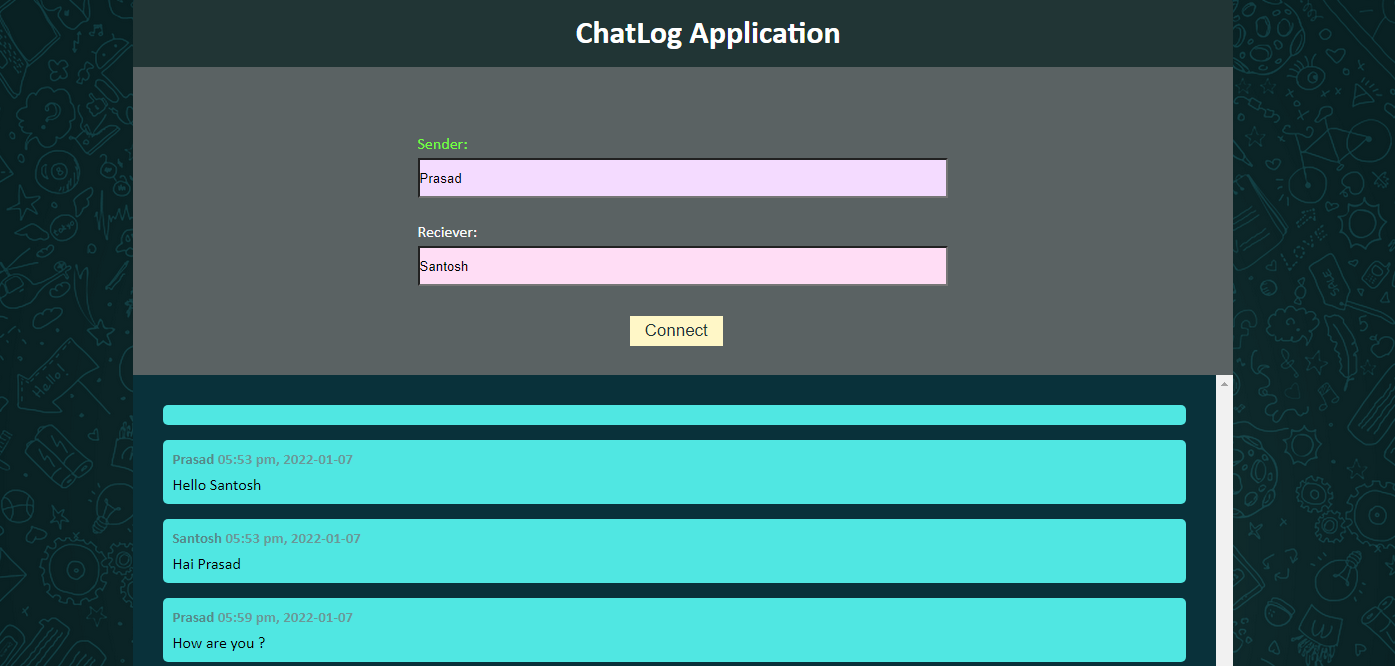 ChatLog Application
Sender:
Prasad
Reciever:
Santosh
Connect
Prasad 05:53 pm, 2022-01-07
Hello Santosh
Santosh 05:53 pm, 2022-01-07
Hai Prasad
Prasad 05:59 pm, 2022-01-07
How are you ?
Hello!